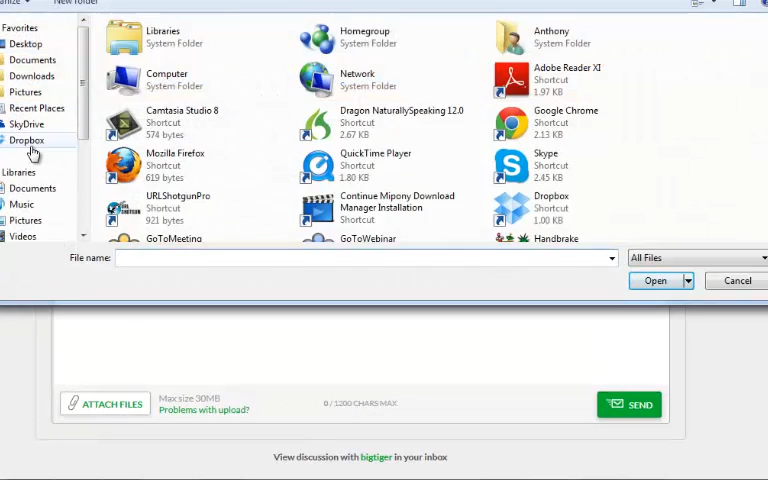 New folder
Favorites
Desktop
Documents
Downloads
Pictures
Recent Places
SkyDrive
Dropbox
Libraries
Documents
Music
Pictures
Videos
Libraries
System Folder
Homegroup
System Folder
Anthony
System Folder
Computer
System Folder
Network
System Folder
Adobe Reader XI
Shortcut
1.97 KB
Camtasia Studio 8
Shortcut
574 bytes
Dragon NaturallySpeaking 12.0
Shortcut
2.67 KB
Google Chrome
Shortcut
2.13 KB
Mozilla Firefox
Shortcut
619 bytes
QuickTime Player
Shortcut
1.80 KB
Skype
Shortcut
2.45 KB
URLShotgunPro
Shortcut
921 bytes
Continue Mipony Download
Manager Installation
Shortcut
Dropbox
Shortcut
1.00 KB
GoToMeeting
GoToWebinar
Handbrake
File name:
All Files
Open
Cancel
ATTACH FILES
Max size 30MB
Problems with upload?
0 / 1200 CHARS MAX
SEND
View discussion with bigtiger in your inbox